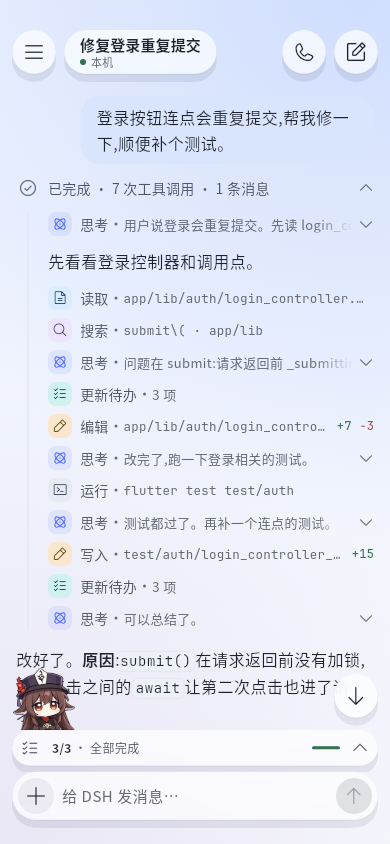 修复登录重复提交
本机
登录按钮连点会重复提交,帮我修一
下,顺便补个测试。
已完成 · 7 次工具调用 · 1 条消息
思考 · 用户说登录会重复提交。先读 login_c
先看看登录控制器和调用点。
读取 · app/lib/auth/login_controller.…
搜索 · submit\( · app/lib
思考 · 问题在 submit:请求返回前 _submittin
更新待办 · 3 项
编辑 · app/lib/auth/login_contro… +7 -3
思考 · 改完了,跑一下登录相关的测试。
运行 · flutter test test/auth
思考 · 测试都过了。再补一个连点的测试。
写入 · test/auth/login_controller_… +15
更新待办 · 3 项
思考 · 可以总结了。
改好了。原因:submit() 在请求返回前没有加锁,
击之间的 await 让第二次点击也进了
3/3 · 全部完成
给 DSH 发消息…